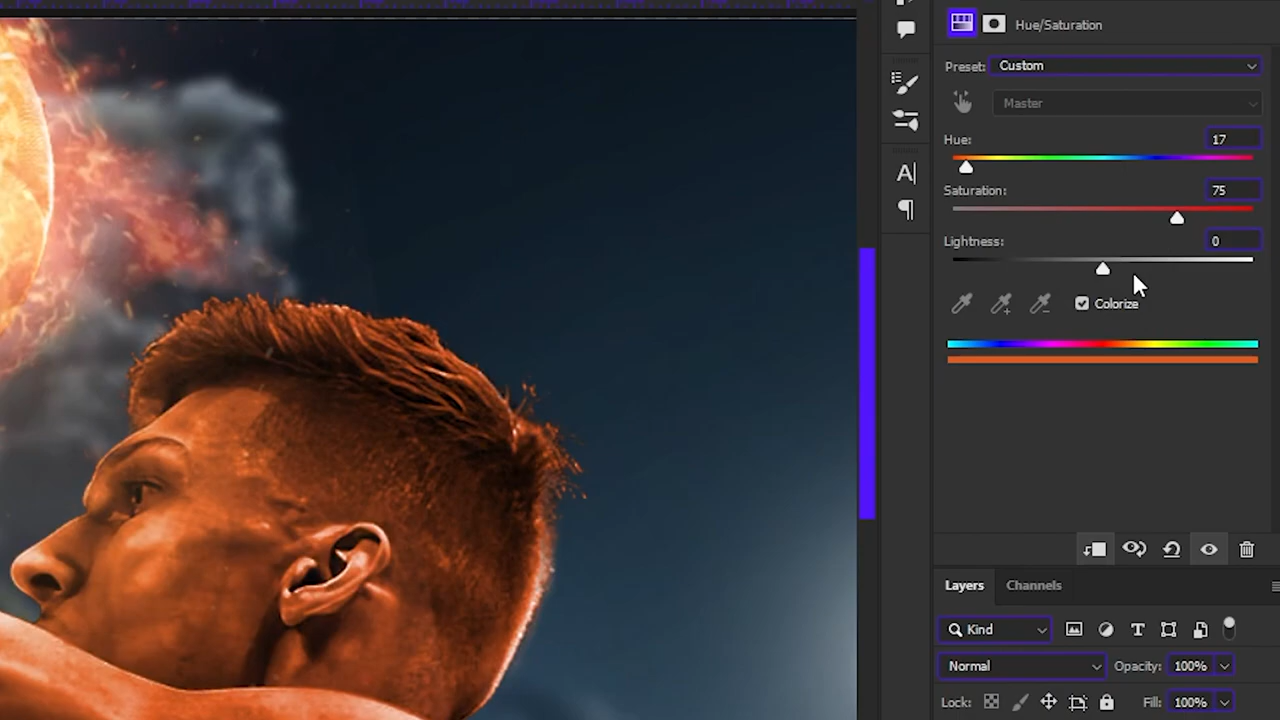 Hue/Saturation
Preset: Custom
Master
Hue: 17
Saturation: 75
Lightness: 0
Colorize
A|
Layers Channels
Kind T
Normal Opacity: 100%
Lock: Fill: 100%